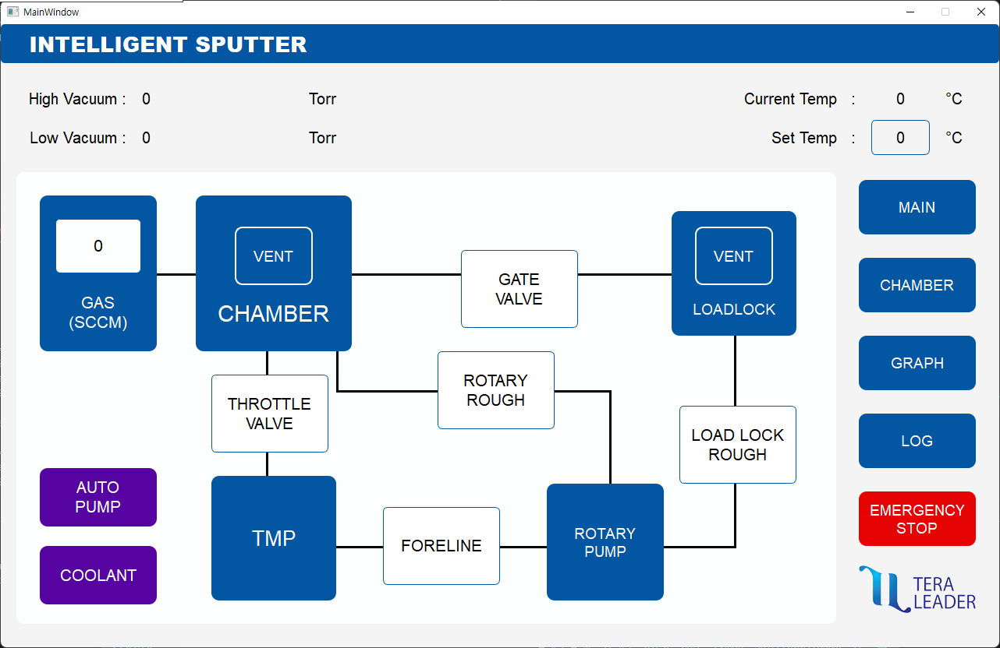 MainWindow
INTELLIGENT SPUTTER
High Vacuum : 0 Torr
Current Temp : 0 °C
Low Vacuum : 0 Torr
Set Temp : 0 °C
0
GAS
(SCCM)
VENT
CHAMBER
GATE
VALVE
VENT
LOADLOCK
MAIN
CHAMBER
GRAPH
LOG
EMERGENCY
STOP
THROTTLE
VALVE
ROTARY
ROUGH
LOAD LOCK
ROUGH
AUTO
PUMP
COOLANT
TMP
FORELINE
ROTARY
PUMP
TERA
LEADER